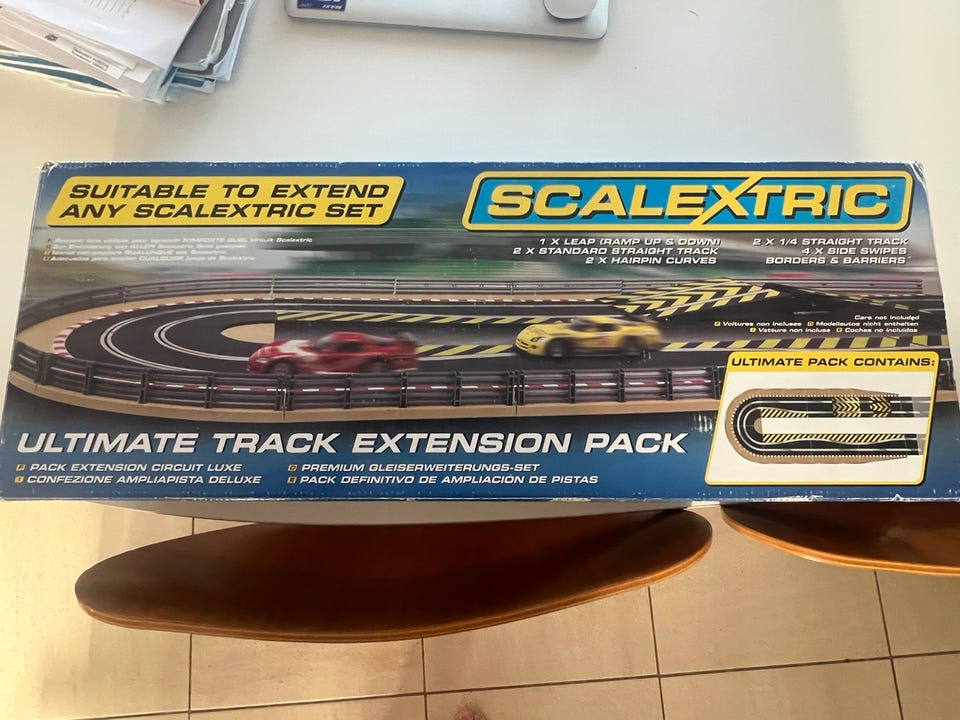 SUITABLE TO EXTEND
ANY SCALEXTRIC SET
SCALEXTRIC
1 X LEAP (RAMP UP & DOWN)
2 X STANDARD STRAIGHT TRACK
2 X HAIRPIN CURVES
2 X 1/4 STRAIGHT TRACK
4 X SIDE SWIPES
BORDERS & BARRIERS
Cars not included
F Voitures non incluses G Modellautos nicht enthalten
I Vetture non incluse E Coches no incluidos
ULTIMATE PACK CONTAINS:
ULTIMATE TRACK EXTENSION PACK
F PACK EXTENSION CIRCUIT LUXE
I CONFEZIONE AMPLIAPISTA DELUXE
G PREMIUM GLEISERWEITERUNGS-SET
E PACK DEFINITIVO DE AMPLIACIÓN DE PISTAS